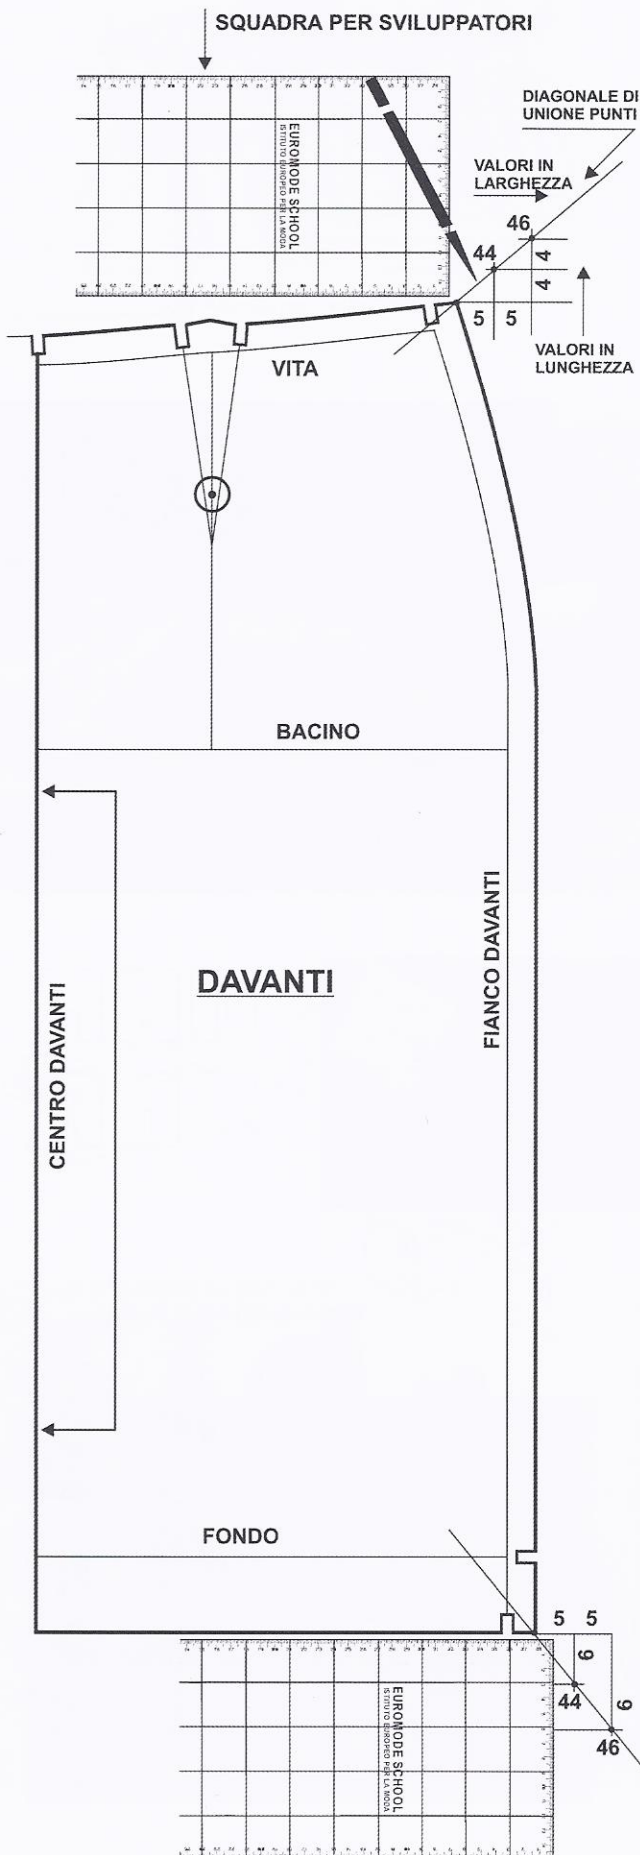 SQUADRA PER SVILUPPATORI
EUROMODE SCHOOL
ISTITUTO EUROPEO PER LA MODA
DIAGONALE DI
UNIONE PUNTI
VALORI IN
LARGHEZZA
46
44
4
4
5 5
VALORI IN
LUNGHEZZA
VITA
BACINO
CENTRO DAVANTI
DAVANTI
FIANCO DAVANTI
FONDO
5 5
6
44
6
46
EUROMODE SCHOOL
ISTITUTO EUROPEO PER LA MODA